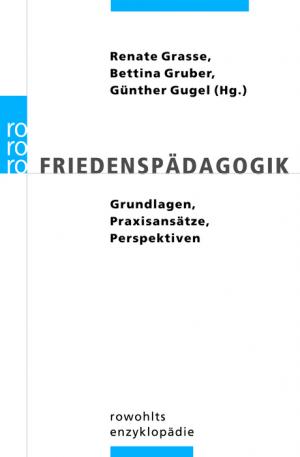 Renate Grasse,
Bettina Gruber,
Günther Gugel (Hg.)
ro
ro
ro
FRIEDENSPÄDAGOGIK
Grundlagen,
Praxisansätze,
Perspektiven
rowohlts
enzyklopädie